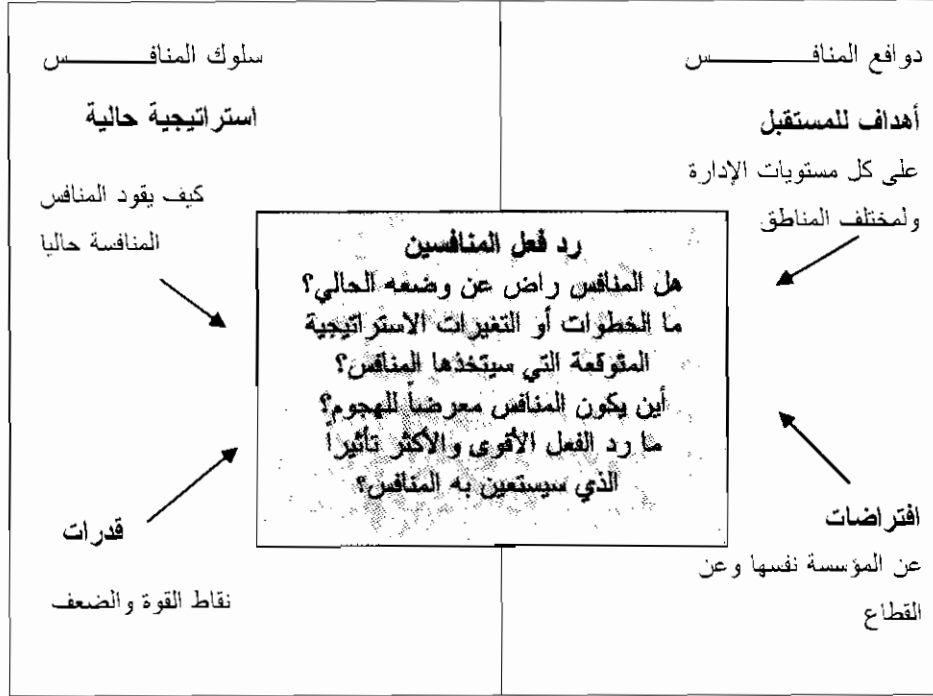 دوافع المنافـــــــــس
أهداف للمستقبل
على كل مستويات الإدارة
ولمختلف المناطق
سلوك المنافـــــــس
استراتيجية حالية
كيف يقود المنافس
المنافسة حاليا
رد فعل المنافسين
هل المنافس راض عن وضعه الحالي؟
ما الخطوات أو التغيرات الاستراتيجية
المتوقعة التي سيتخذها المنافس؟
أين يكون المنافس معرضاً للهجوم؟
ما رد الفعل الأقوى والأكثر تأثيراً
الذي سيستعين به المنافس؟
افتراضات
عن المؤسسة نفسها وعن
القطاع
قدرات
نقاط القوة والضعف